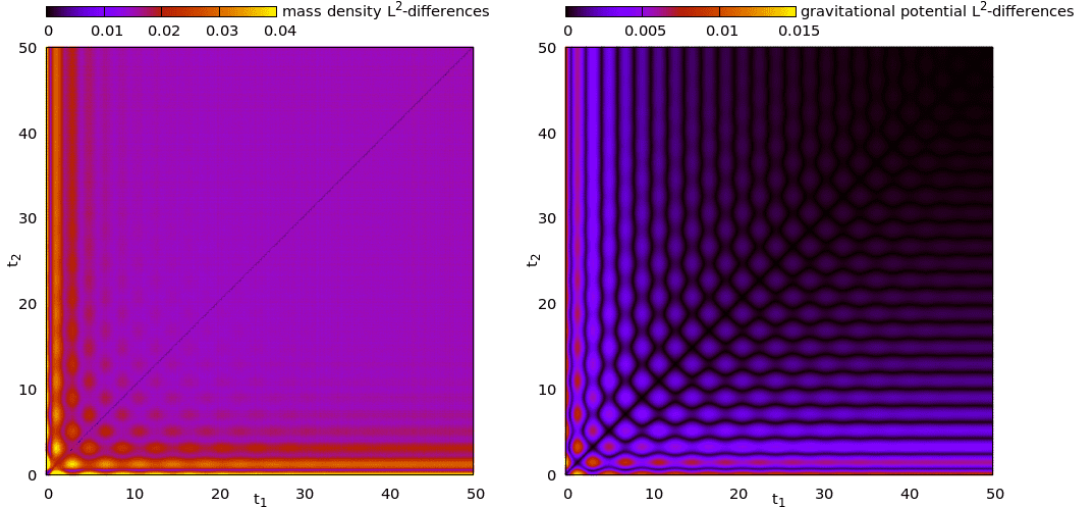 mass density L²-differences
0 0.01 0.02 0.03 0.04
50
40
30
20
10
0
t₂
0 10 20 30 40 50
t₁
gravitational potential L²-differences
0 0.005 0.01 0.015
50
40
30
20
10
0
t₂
0 10 20 30 40 50
t₁